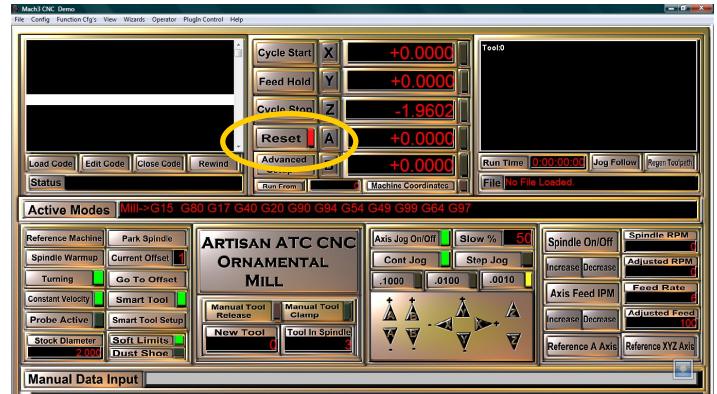 Mach3 CNC Demo
File Config Function Cfg's View Wizards Operator PlugIn Control Help
Cycle Start X +0.0000
Feed Hold Y +0.0000
Cycle Stop Z -1.9602
Reset A +0.0000
Advanced Setup B +0.0000
Tool:0
Load Code Edit Code Close Code Rewind
Run From 0 Machine Coordinates
Run Time 0:00:00:00 Jog Follow Regen Toolpath
Status
File No File Loaded.
Active Modes Mill->G15 G80 G17 G40 G20 G90 G94 G54 G49 G99 G64 G97
Reference Machine Park Spindle
Spindle Warmup Current Offset 1
Turning Go To Offset
Constant Velocity Smart Tool
Probe Active Smart Tool Setup
Stock Diameter 2.000 Soft Limits
Dust Shoe
ARTISAN ATC CNC
ORNAMENTAL
MILL
Manual Tool Release Manual Tool Clamp
New Tool 0 Tool In Spindle 3
Axis Jog On/Off Slow % 50
Cont Jog Step Jog
.1000 .0100 .0010
+ + +
A Y - X + Z
- - -
Spindle On/Off Spindle RPM 0
Increase Decrease Adjusted RPM 0
Axis Feed IPM Feed Rate 6
Increase Decrease Adjusted Feed 100
Reference A Axis Reference XYZ Axis
Manual Data Input